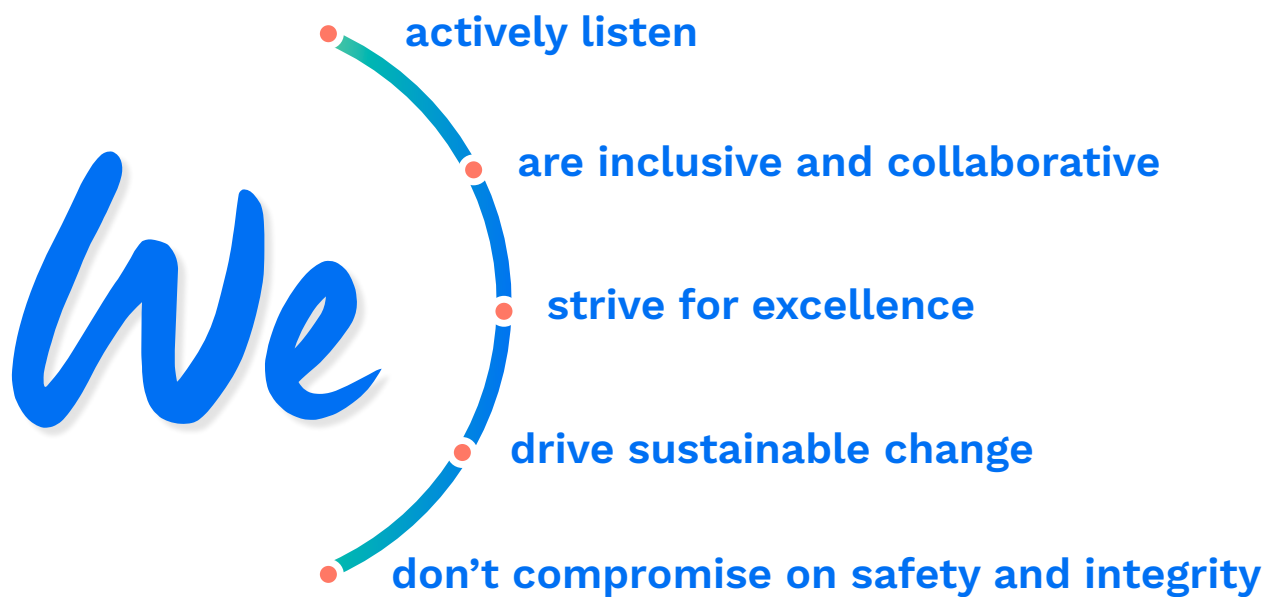 We
actively listen
are inclusive and collaborative
strive for excellence
drive sustainable change
don’t compromise on safety and integrity